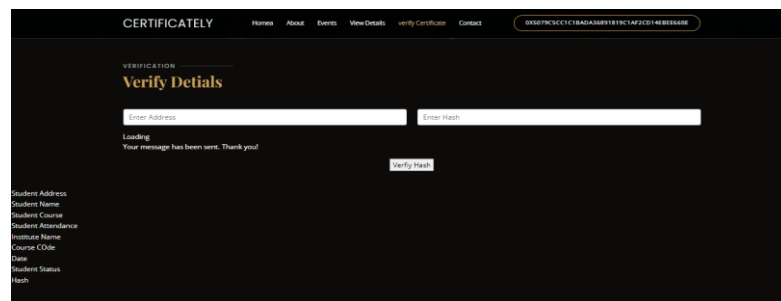 CERTIFICATELY Homea About Events View Details verify Certificate Contact
VERIFICATION
Verify Detials
Enter Address Enter Hash
Loading
Your message has been sent. Thank you!
Verfiy Hash
Student Address
Student Name
Student Course
Student Attendance
Institute Name
Course COde
Date
Student Status
Hash